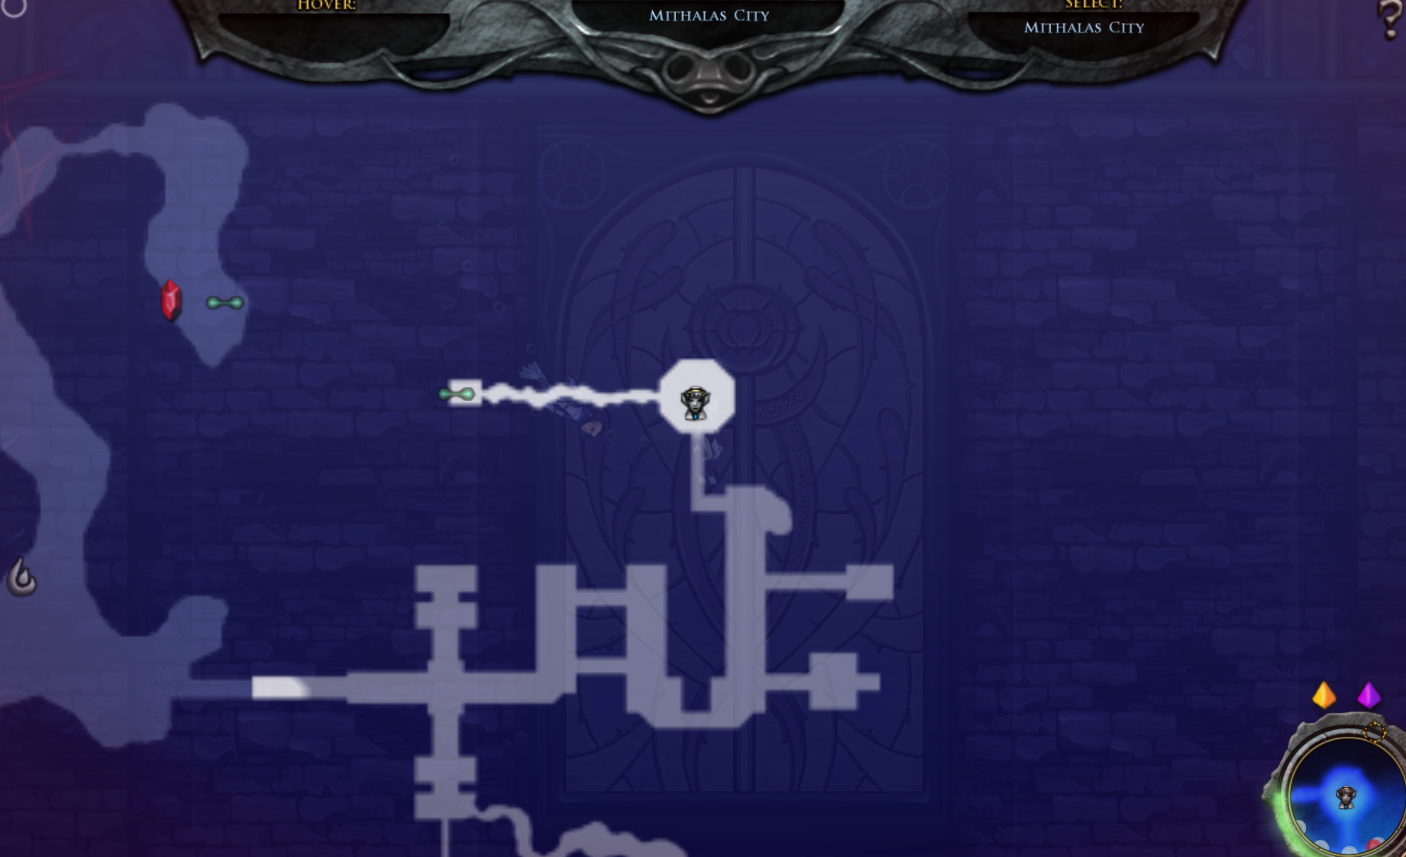 HOVER:
MITHALAS CITY
SELECT:
MITHALAS CITY
?